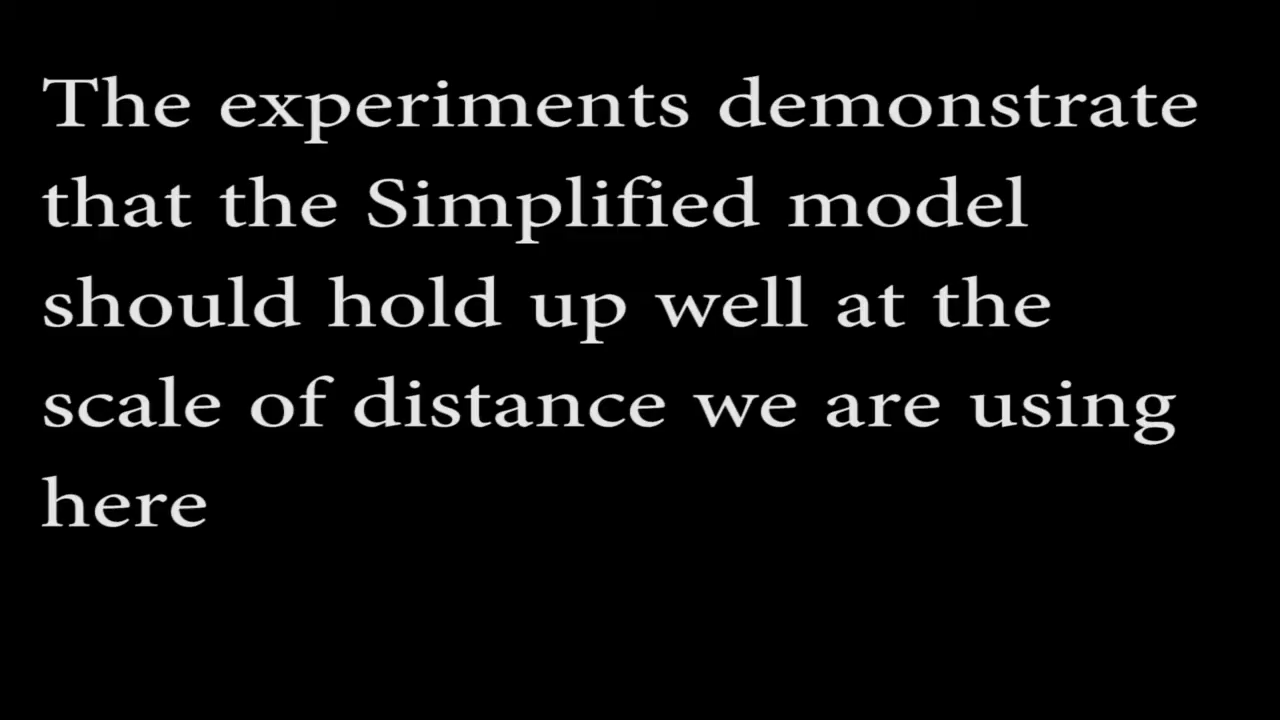 The experiments demonstrate
that the Simplified model
should hold up well at the
scale of distance we are using
here